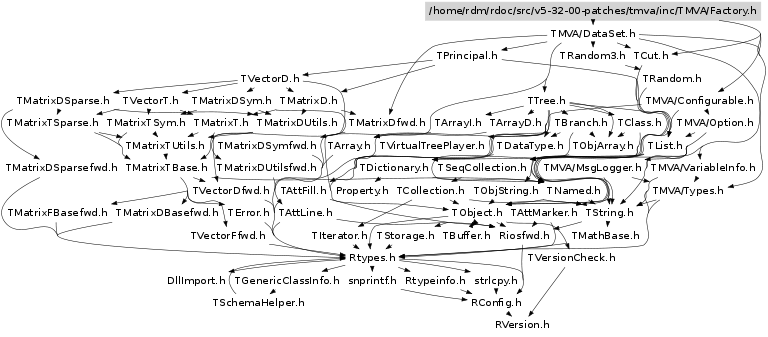 /home/rdm/rdoc/src/v5-32-00-patches/tmva/inc/TMVA/Factory.h
TMVA/DataSet.h
TPrincipal.h TRandom3.h TCut.h
TVectorD.h TRandom.h
TMatrixDSparse.h TVectorT.h TMatrixDSym.h TMatrixD.h TTree.h TMVA/Configurable.h
TMatrixTSparse.h TMatrixTSym.h TMatrixT.h TMatrixDUtils.h TMatrixDfwd.h TArrayI.h TArrayD.h TBranch.h TClass.h TMVA/Option.h
TMatrixTUtils.h TMatrixDSymfwd.h TArray.h TVirtualTreePlayer.h TDataType.h TObjArray.h TList.h
TMatrixDSparsefwd.h TMatrixTBase.h TMatrixDUtilsfwd.h TDictionary.h TSeqCollection.h TMVA/MsgLogger.h TMVA/VariableInfo.h
TVectorDfwd.h TAttFill.h Property.h TCollection.h TObjString.h TNamed.h TMVA/Types.h
TMatrixFBasefwd.h TMatrixDBasefwd.h TError.h TAttLine.h TObject.h TAttMarker.h TString.h
TVectorFfwd.h TIterator.h TStorage.h TBuffer.h Riosfwd.h TMathBase.h
Rtypes.h TVersionCheck.h
DllImport.h TGenericClassInfo.h snprintf.h Rtypeinfo.h strlcpy.h
TSchemaHelper.h RConfig.h
RVersion.h